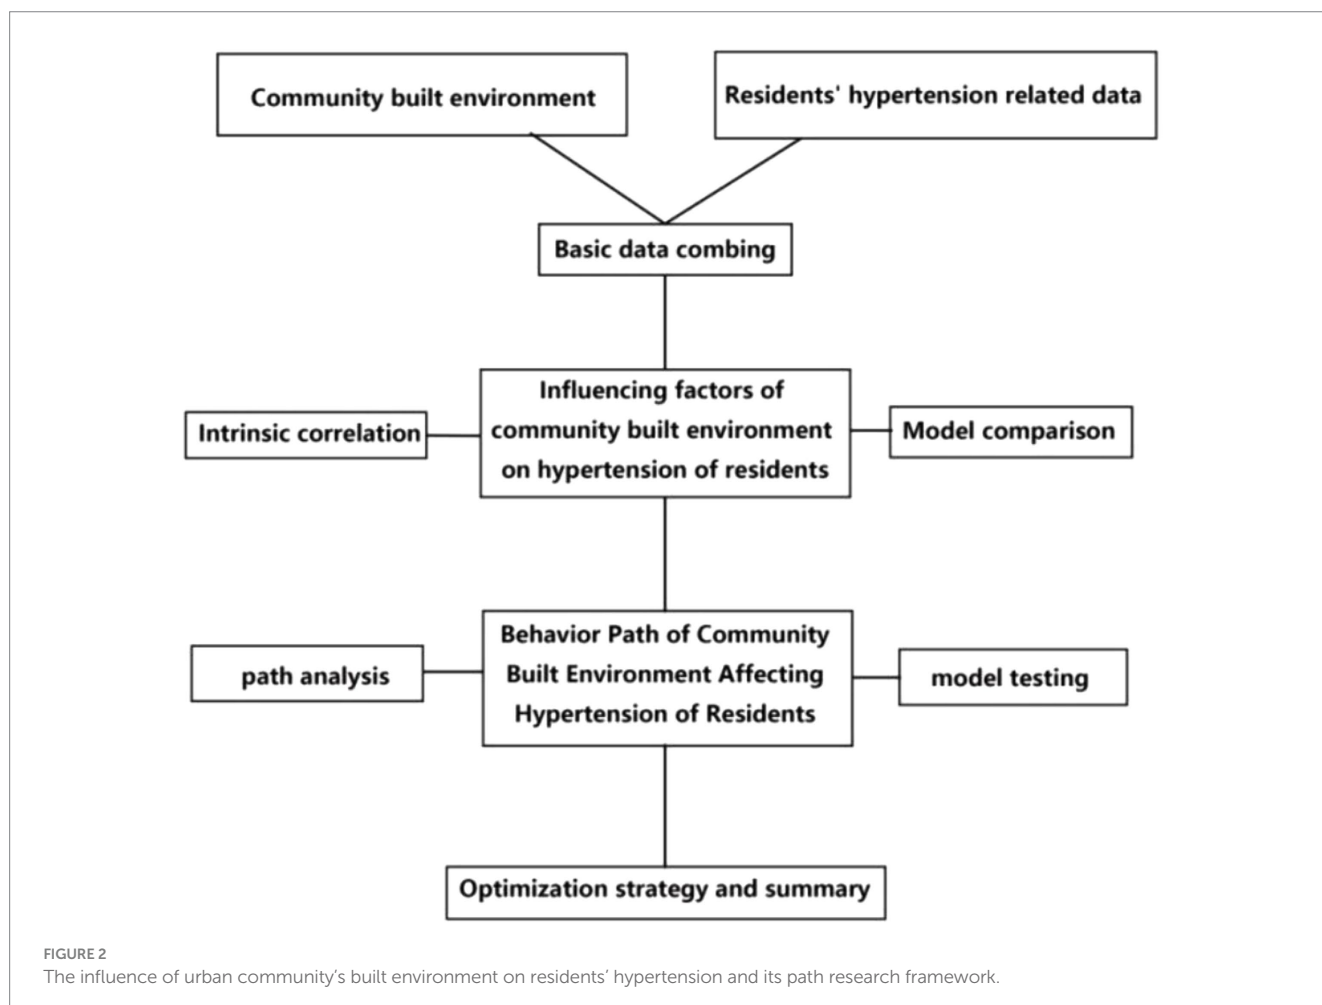 Community built environment
Residents' hypertension related data
Basic data combing
Influencing factors of
community built environment
on hypertension of residents
Intrinsic correlation
Model comparison
Behavior Path of Community
Built Environment Affecting
Hypertension of Residents
path analysis
model testing
Optimization strategy and summary
FIGURE 2
The influence of urban community’s built environment on residents’ hypertension and its path research framework.